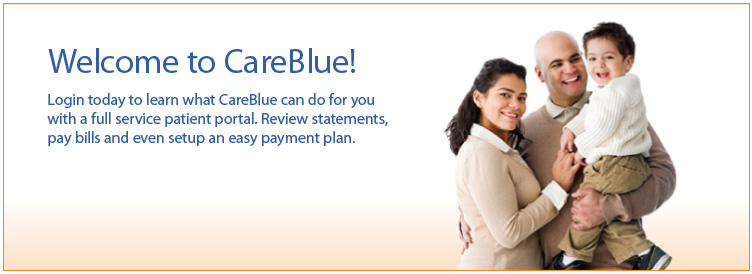 Welcome to CareBlue!
Login today to learn what CareBlue can do for you
with a full service patient portal. Review statements,
pay bills and even setup an easy payment plan.